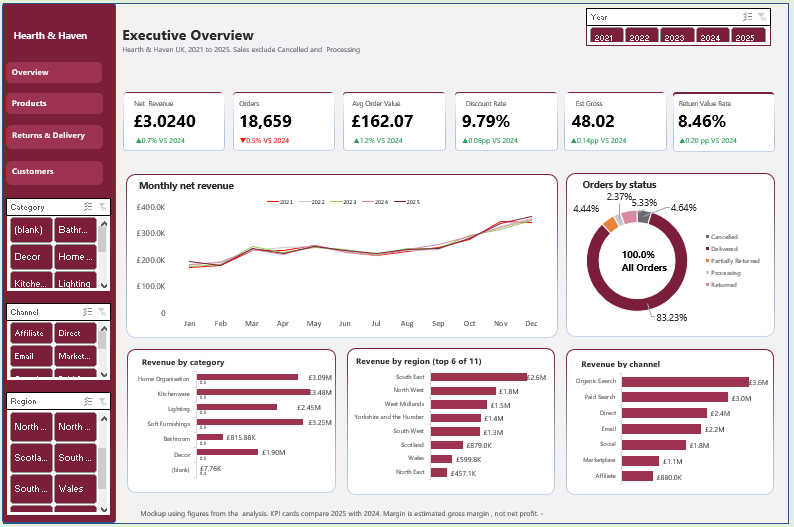 Hearth & Haven
Overview
Products
Returns & Delivery
Customers
Category
(blank) Bathr...
Decor Home ...
Kitche... Lighting
Channel
Affiliate Direct
Email Market...
Region
North ... North ...
Scotla... South ...
South ... Wales
Executive Overview
Hearth & Haven UK, 2021 to 2025. Sales exclude Cancelled and Processing
Year
2021 2022 2023 2024 2025
Net Revenue
£3.0240
▲0.7% VS 2024
Orders
18,659
▼0.5% VS 2024
Avg Order Value
£162.07
▲1.2% VS 2024
Discount Rate
9.79%
▲0.06pp VS 2024
Est Gross
48.02
▲0.14pp VS 2024
Return Value Rate
8.46%
▲0.20 pp VS 2024
Monthly net revenue
2021 2022 2023 2024 2025
£400.0K
£300.0K
£200.0K
£100.0K
0
Jan Feb Mar Apr May Jun Jul Aug Sep Oct Nov Dec
Orders by status
4.44%
2.37%
5.33%
4.64%
83.23%
100.0%
All Orders
Cancelled
Delivered
Partially Returned
Processing
Returned
Revenue by category
Home Organisation £3.09M
Kitchenware £3.48M
Lighting £2.45M
Soft Furnishings £3.25M
Bathroom £815.88K
Decor £1.90M
(blank) £7.76K
Revenue by region (top 6 of 11)
South East £2.6M
North West £1.8M
West Midlands £1.5M
Yorkshire and the Humber £1.4M
South West £1.3M
Scotland £879.0K
Wales £599.8K
North East £457.1K
Revenue by channel
Organic Search £3.6M
Paid Search £3.0M
Direct £2.4M
Email £2.2M
Social £1.8M
Marketplace £1.1M
Affiliate £880.0K
Mockup using figures from the analysis. KPI cards compare 2025 with 2024. Margin is estimated gross margin , not net profit. -